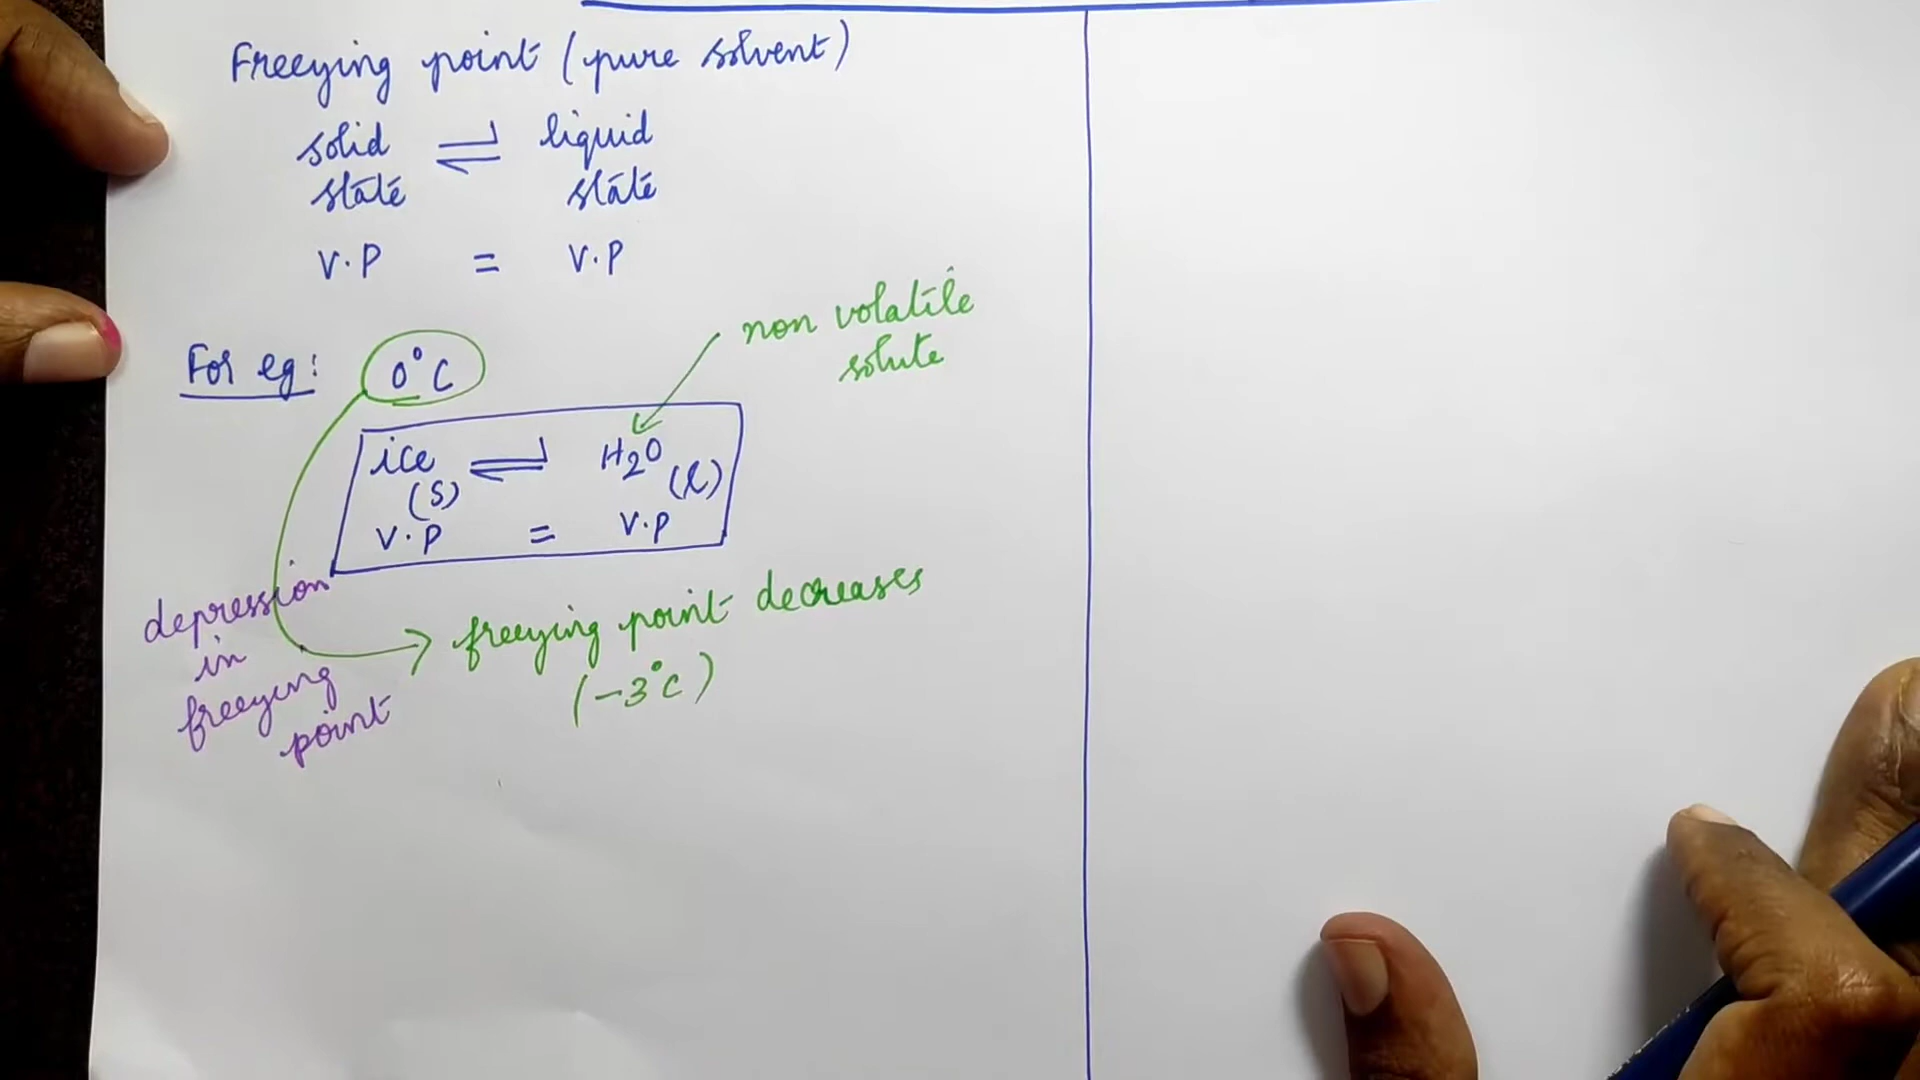 Freezing point (pure solvent)
solid ⇌ liquid
state state
V.P = V.P
non volatile
solute
For eg: 0°C
ice ⇌ H2O
(s) (l)
V.P = V.P
depression
in
freezing
point
freezing point decreases
(-3°C)